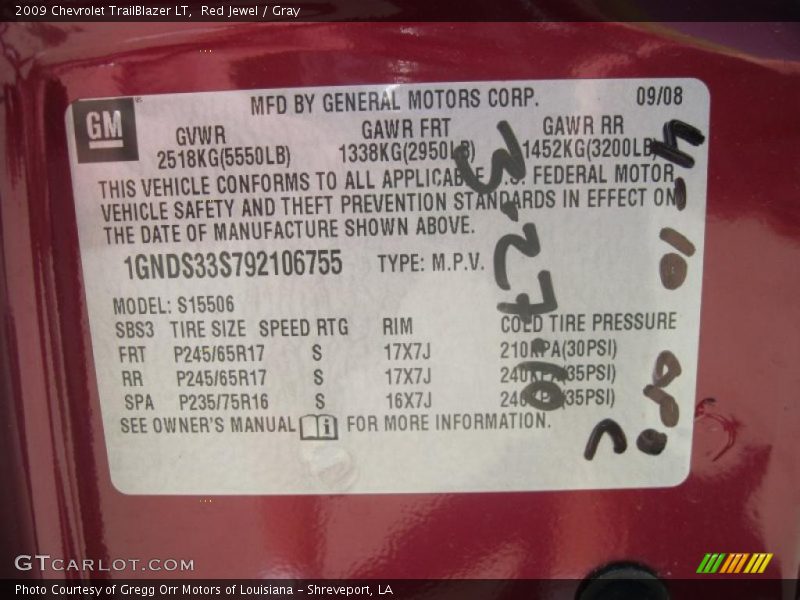 2009 Chevrolet TrailBlazer LT,  Red Jewel / Gray
GM
MFD BY GENERAL MOTORS CORP. 09/08
GVWR GAWR FRT GAWR RR
2518KG(5550LB) 1338KG(2950LB) 1452KG(3200LB)
THIS VEHICLE CONFORMS TO ALL APPLICABLE U.S. FEDERAL MOTOR
VEHICLE SAFETY AND THEFT PREVENTION STANDARDS IN EFFECT ON
THE DATE OF MANUFACTURE SHOWN ABOVE.
1GNDS33S792106755 TYPE: M.P.V.
MODEL: S15506
SBS3 TIRE SIZE SPEED RTG RIM COLD TIRE PRESSURE
FRT P245/65R17 S 17X7J 210KPA(30PSI)
RR P245/65R17 S 17X7J 240KPA(35PSI)
SPA P235/75R16 S 16X7J 240KPA(35PSI)
SEE OWNER'S MANUAL i FOR MORE INFORMATION.
3-27-10
4-10
GTCARLOT.COM
Photo Courtesy of Gregg Orr Motors of Louisiana – Shreveport, LA